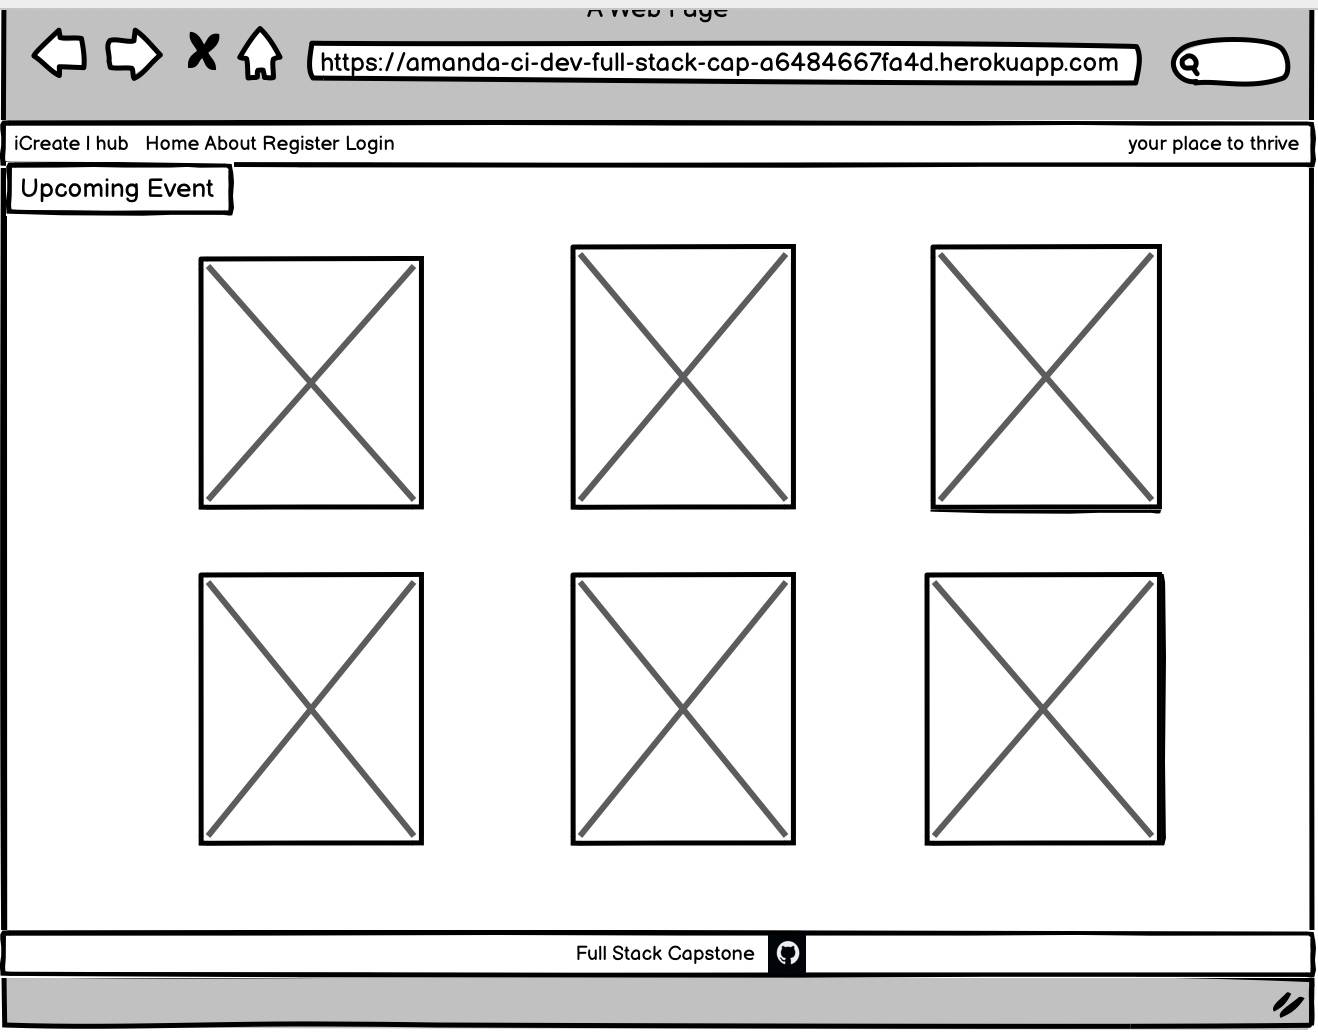 A Web Page
https://amanda-ci-dev-full-stack-cap-a6484667fa4d.herokuapp.com
iCreate I hub Home About Register Login your place to thrive
Upcoming Event
Full Stack Capstone